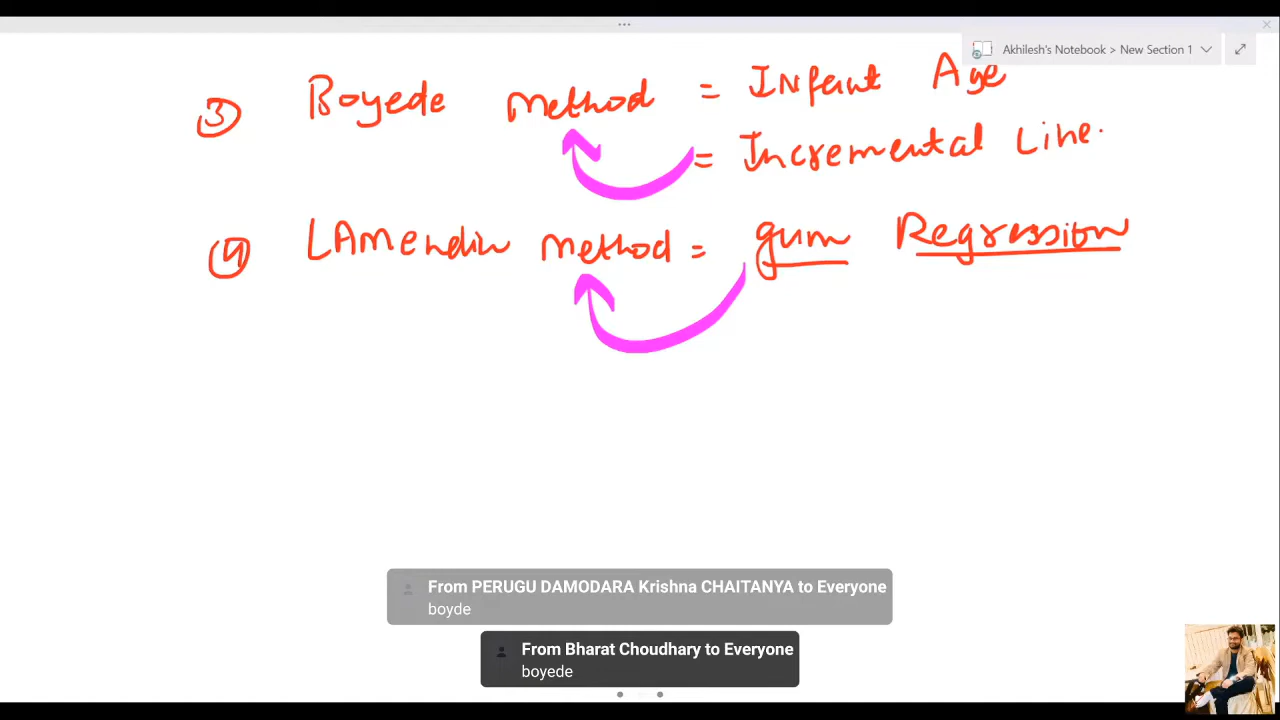 Akhilesh's Notebook > New Section 1
③ Boyede Method = Infant Age
= Incremental Line.
④ LAMendin Method = gum Regression
From PERUGU DAMODARA Krishna CHAITANYA to Everyone
boyde
From Bharat Choudhary to Everyone
boyede